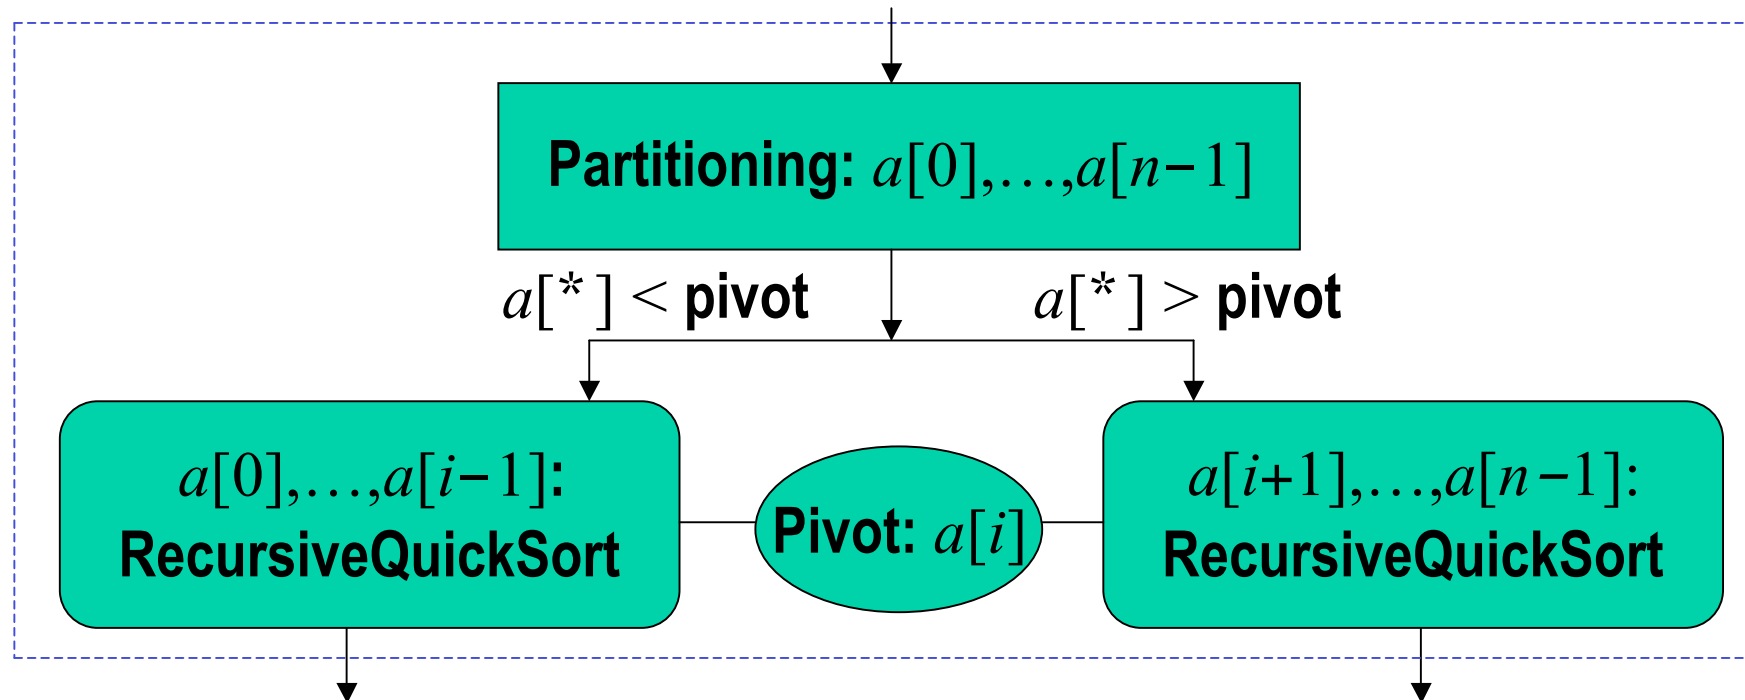 Partitioning: a[0],…,a[n−1]
a[*] < pivot
a[*] > pivot
a[0],…,a[i−1]:
RecursiveQuickSort
Pivot: a[i]
a[i+1],…,a[n−1]:
RecursiveQuickSort